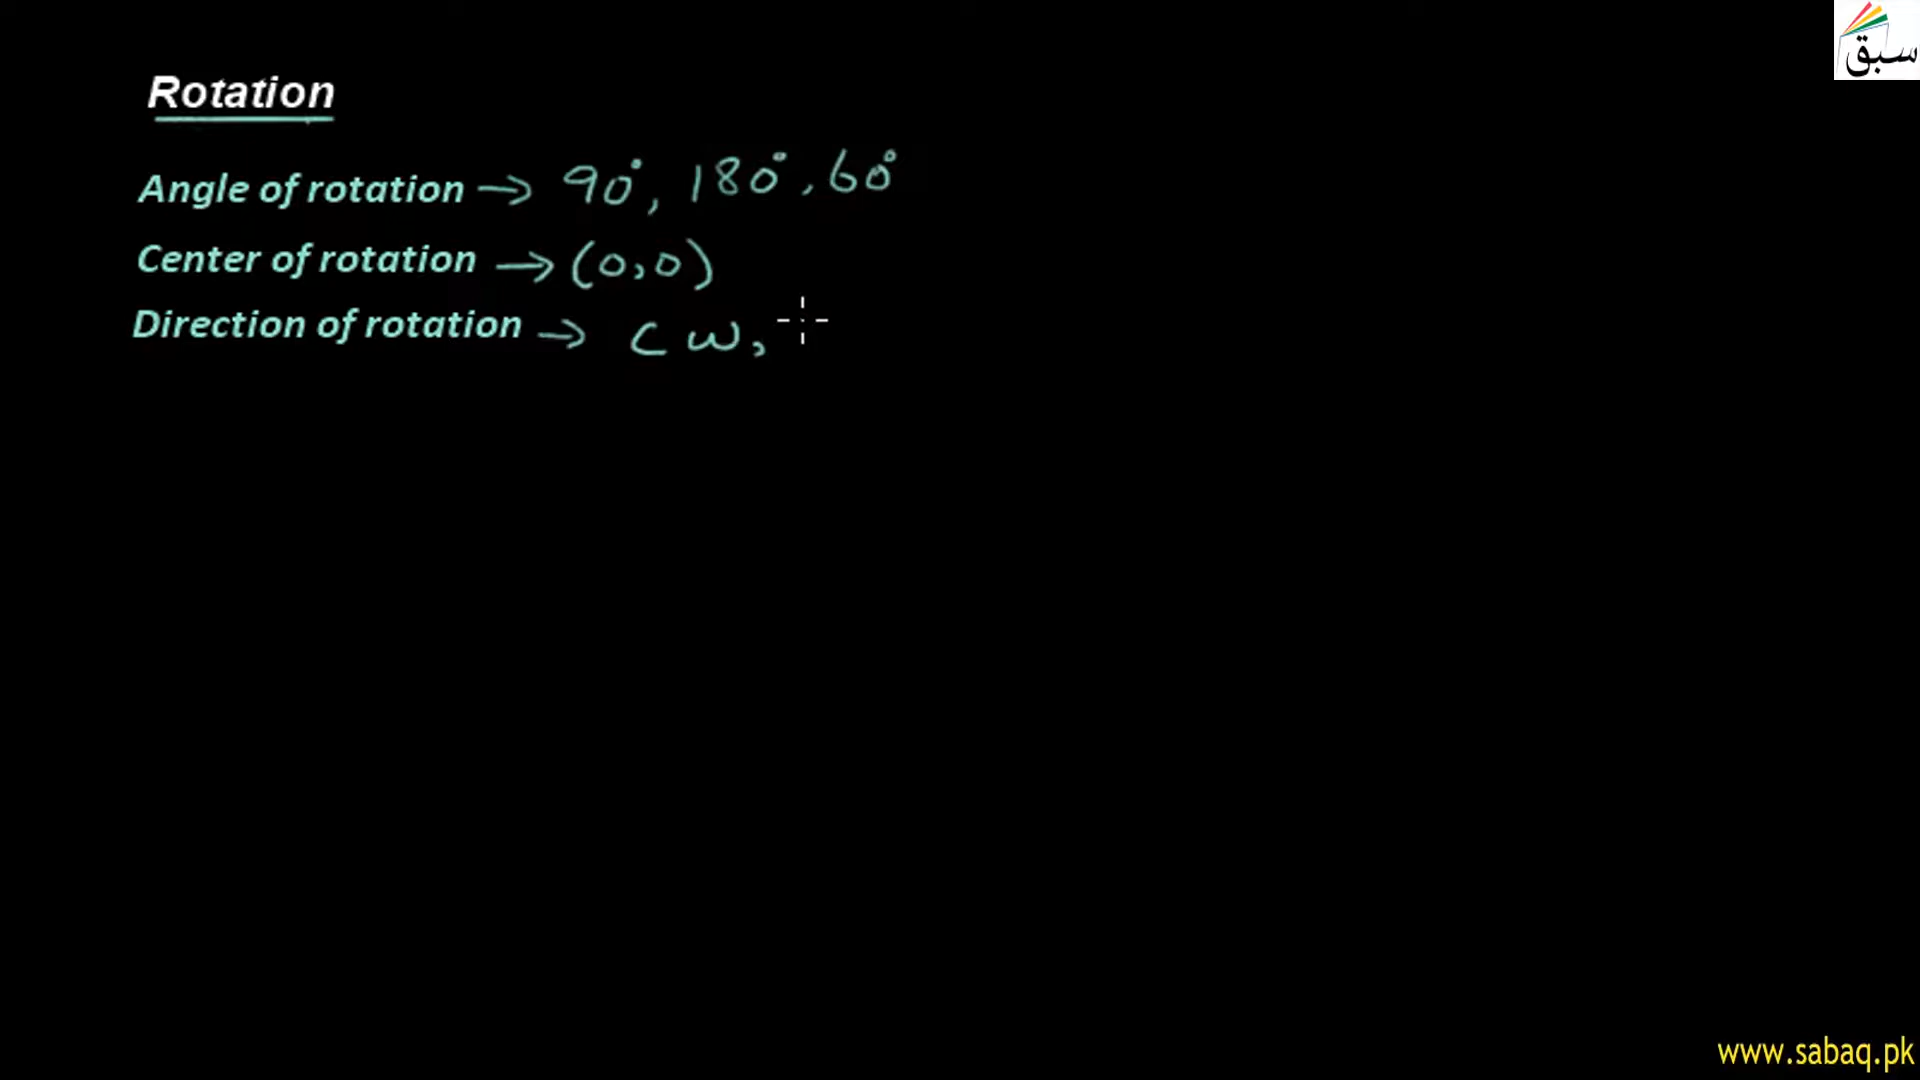 سبق
Rotation
Angle of rotation → 90°, 180°, 60°
Center of rotation → (0,0)
Direction of rotation → CW,
www.sabaq.pk